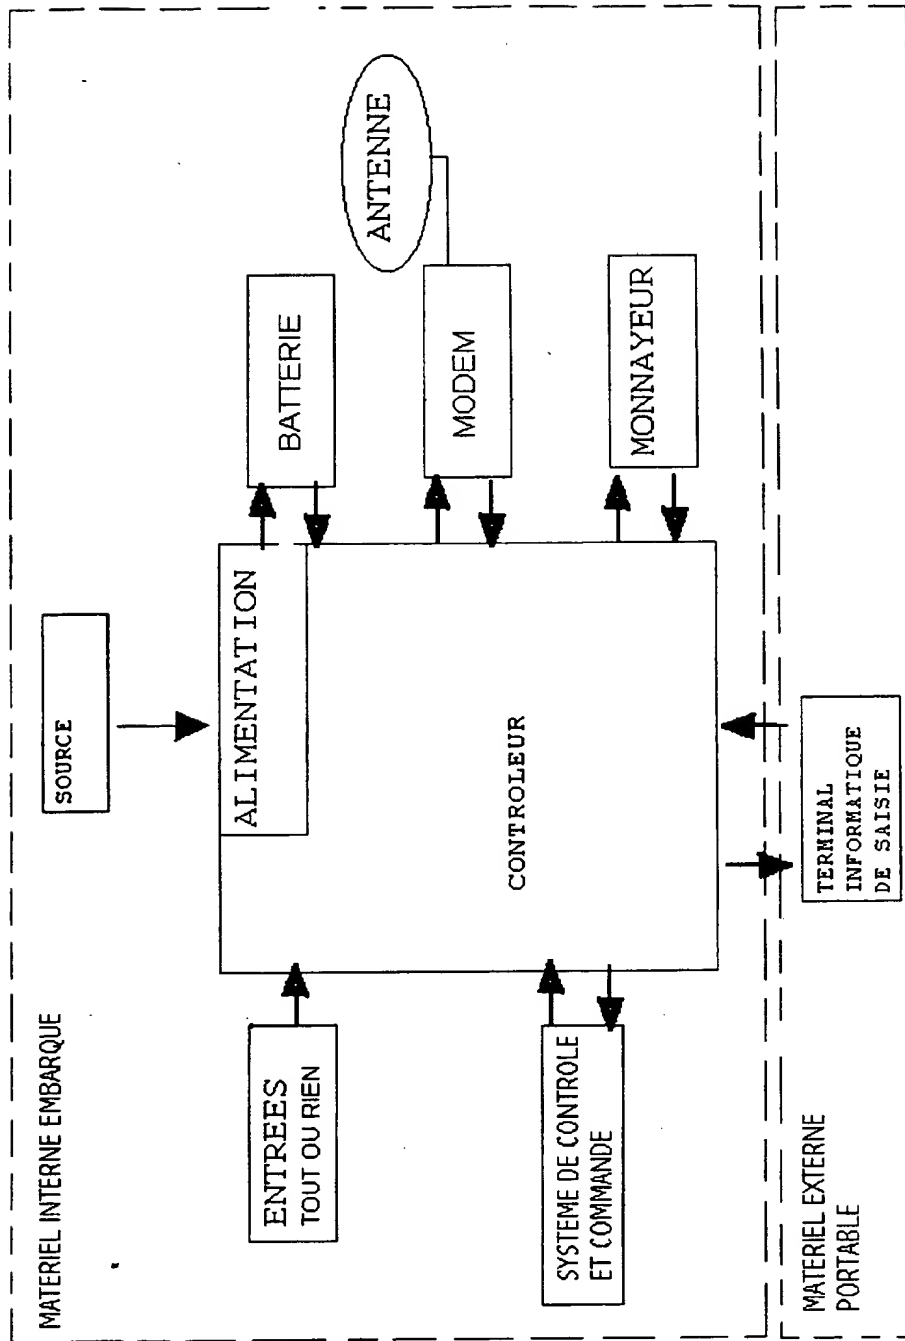 MATERIEL INTERNE EMBARQUE
SOURCE
ENTREES
TOUT OU RIEN
ALIMENTATION
BATTERIE
ANTENNE
CONTROLEUR
MODEM
SYSTEME DE CONTROLE
ET COMMANDE
MONNAYEUR
MATERIEL EXTERNE
PORTABLE
TERMINAL
INFORMATIQUE
DE SAISIE